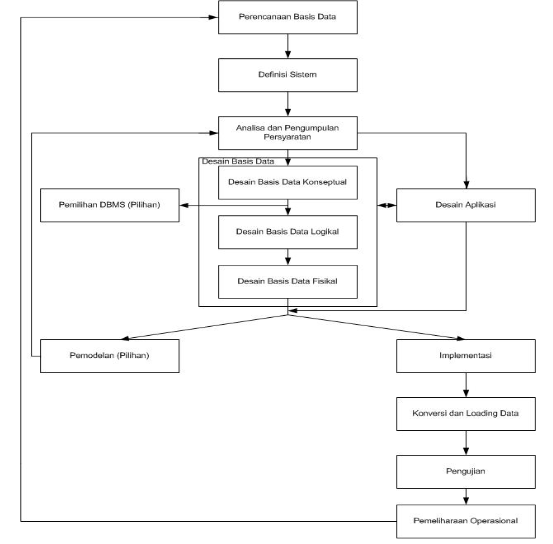 Perencanaan Basis Data
Definisi Sistem
Analisa dan Pengumpulan
Persyaratan
Desain Basis Data
Desain Basis Data Konseptual
Pemilihan DBMS (Pilihan)
Desain Aplikasi
Desain Basis Data Logikal
Desain Basis Data Fisikal
Pemodelan (Pilihan)
Implementasi
Konversi dan Loading Data
Pengujian
Pemeliharaan Operasional